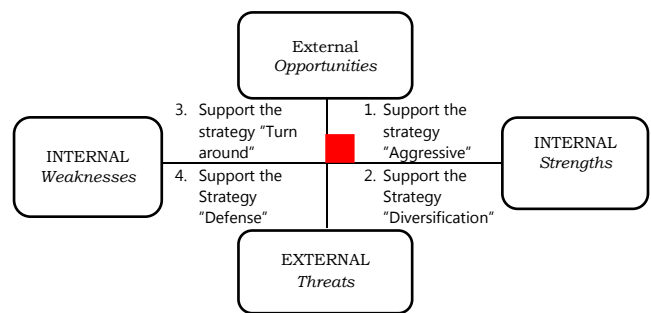 External
Opportunities
3. Support the
strategy "Turn
around"
1. Support the
strategy
"Aggressive"
INTERNAL
Weaknesses
INTERNAL
Strengths
4. Support the
Strategy
"Defense"
2. Support the
Strategy
"Diversification"
EXTERNAL
Threats